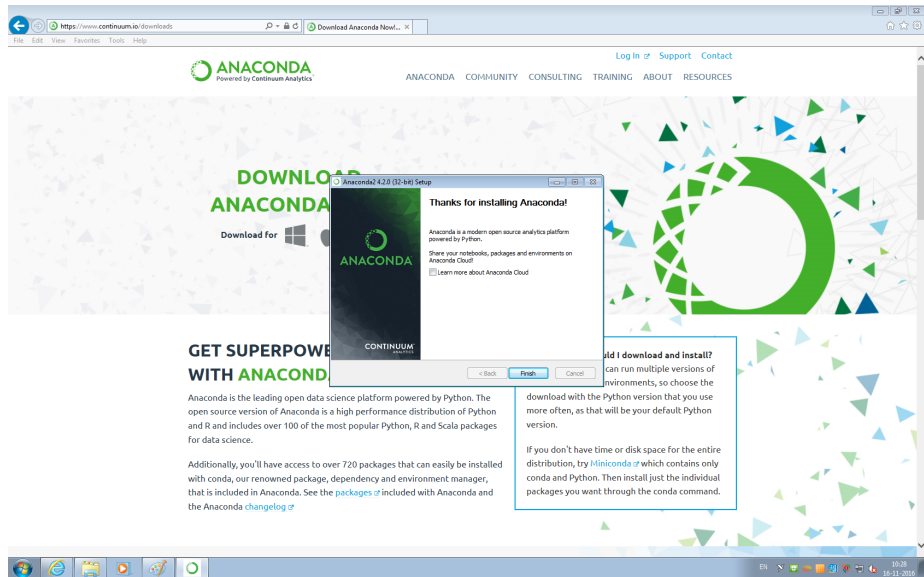 https://www.continuum.io/downloads
Download Anaconda Now!...
File Edit View Favorites Tools Help
Log In Support Contact
ANACONDA
Powered by Continuum Analytics
ANACONDA COMMUNITY CONSULTING TRAINING ABOUT RESOURCES
DOWNLOAD
ANACONDA
Download for
Anaconda2 4.2.0 (32-bit) Setup
Thanks for installing Anaconda!
Anaconda is a modern open source analytics platform
powered by Python.
Share your notebooks, packages and environments on
Anaconda Cloud!
Learn more about Anaconda Cloud
ANACONDA
CONTINUUM
ANALYTICS
< Back Finish Cancel
GET SUPERPOWE
WITH ANACOND
Anaconda is the leading open data science platform powered by Python. The
open source version of Anaconda is a high performance distribution of Python
and R and includes over 100 of the most popular Python, R and Scala packages
for data science.
Additionally, you'll have access to over 720 packages that can easily be installed
with conda, our renowned package, dependency and environment manager,
that is included in Anaconda. See the packages included with Anaconda and
the Anaconda changelog
uld I download and install?
can run multiple versions of
nvironments, so choose the
download with the Python version that you use
more often, as that will be your default Python
version.
If you don't have time or disk space for the entire
distribution, try Miniconda which contains only
conda and Python. Then install just the individual
packages you want through the conda command.
EN
10:28
16-11-2016